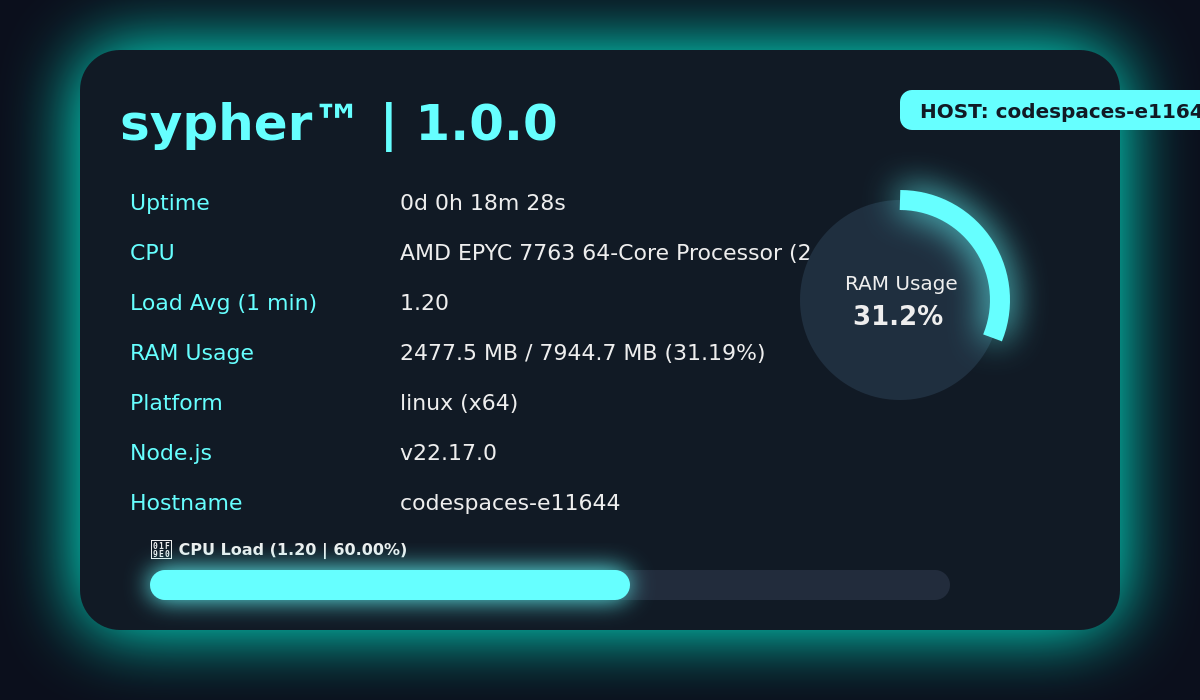 sypher™ | 1.0.0
HOST: codespaces-e1164
Uptime 0d 0h 18m 28s
CPU AMD EPYC 7763 64-Core Processor (2
Load Avg (1 min) 1.20
RAM Usage 2477.5 MB / 7944.7 MB (31.19%)
Platform linux (x64)
Node.js v22.17.0
Hostname codespaces-e11644
RAM Usage
31.2%
CPU Load (1.20 | 60.00%)